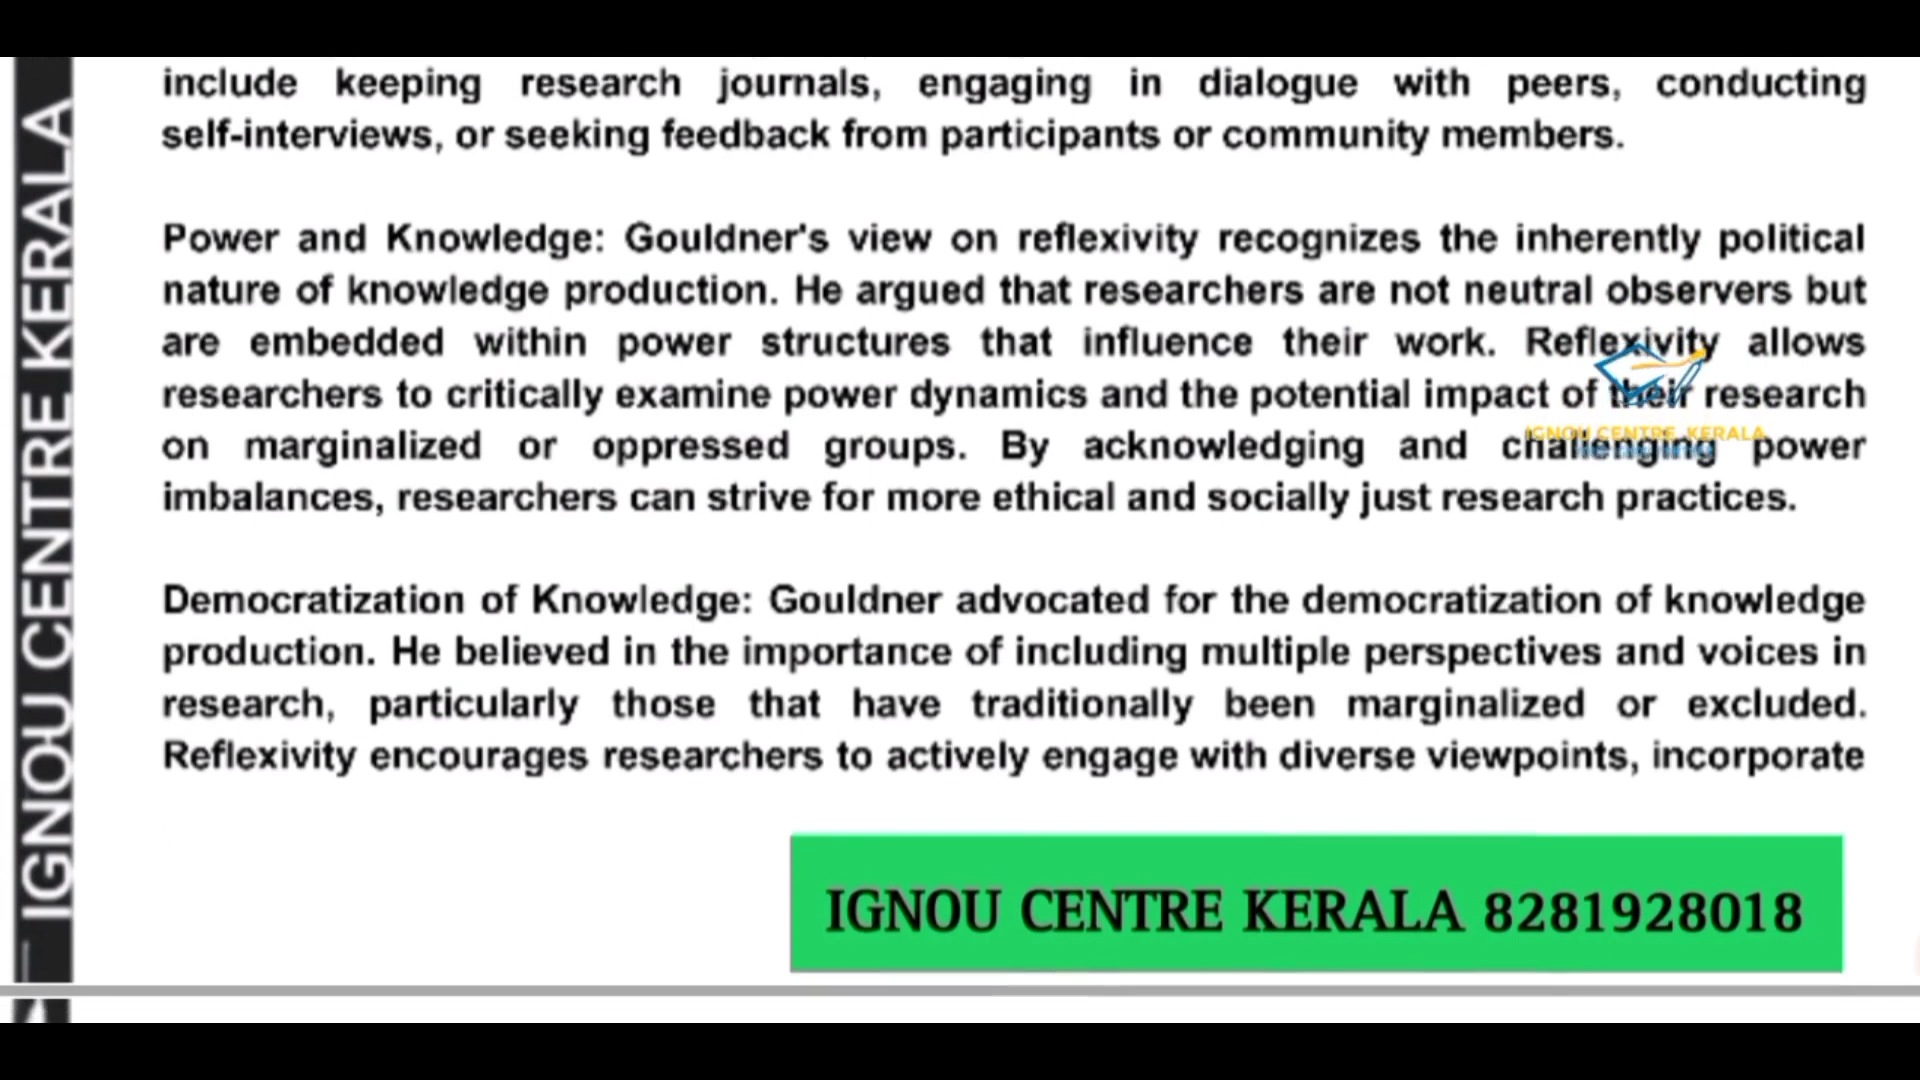 include keeping research journals, engaging in dialogue with peers, conducting
self-interviews, or seeking feedback from participants or community members.
Power and Knowledge: Gouldner's view on reflexivity recognizes the inherently political
nature of knowledge production. He argued that researchers are not neutral observers but
are embedded within power structures that influence their work. Reflexivity allows
researchers to critically examine power dynamics and the potential impact of their research
on marginalized or oppressed groups. By acknowledging and challenging power
imbalances, researchers can strive for more ethical and socially just research practices.
Democratization of Knowledge: Gouldner advocated for the democratization of knowledge
production. He believed in the importance of including multiple perspectives and voices in
research, particularly those that have traditionally been marginalized or excluded.
Reflexivity encourages researchers to actively engage with diverse viewpoints, incorporate
IGNOU CENTRE KERALA 8281928018
IGNOU CENTRE KERALA
IGNOU CENTRE KERALA